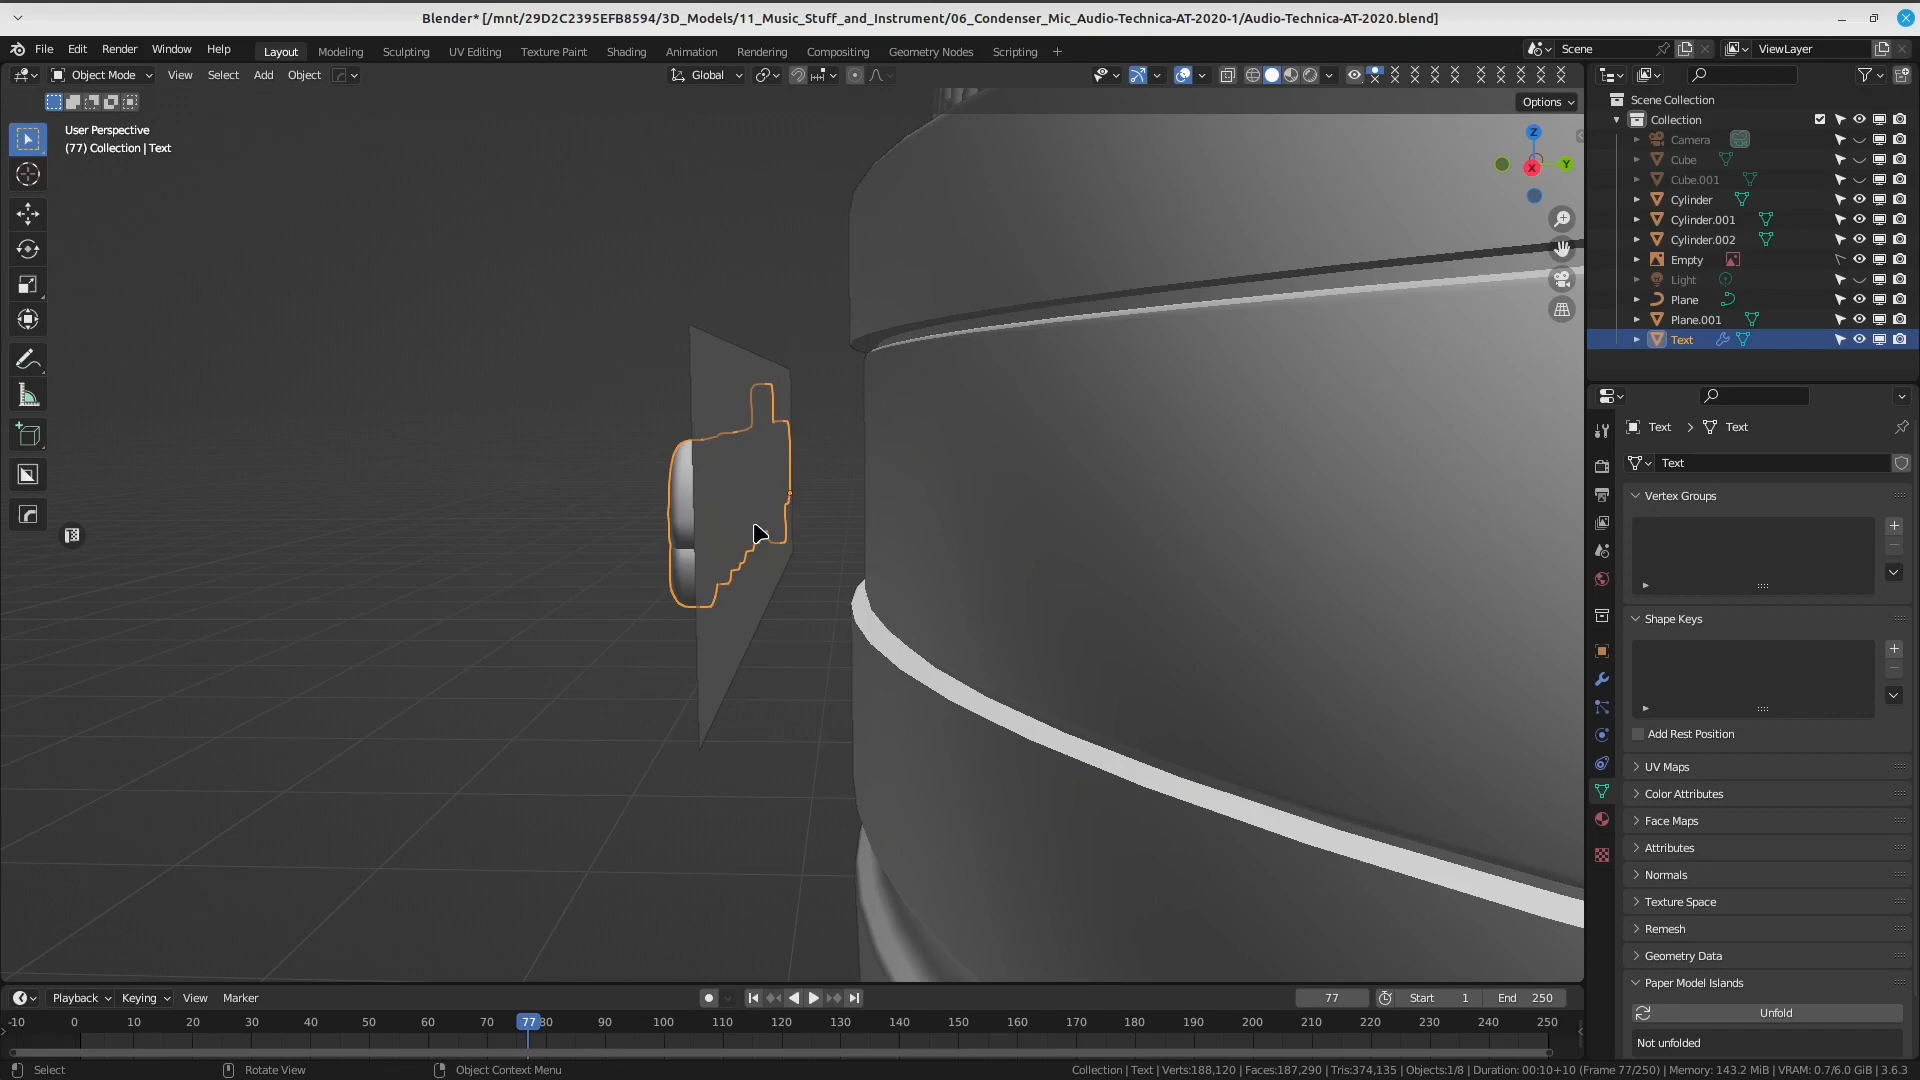 Blender* [/mnt/29D2C2395EFB8594/3D_Models/11_Music_Stuff_and_Instrument/06_Condenser_Mic_Audio-Technica-AT-2020-1/Audio-Technica-AT-2020.blend]
File Edit Render Window Help Layout Modeling Sculpting UV Editing Texture Paint Shading Animation Rendering Compositing Geometry Nodes Scripting + Scene ViewLayer
Object Mode View Select Add Object Global
Options
User Perspective
(77) Collection | Text
Z
Y
X
Scene Collection
Collection
Camera
Cube
Cube.001
Cylinder
Cylinder.001
Cylinder.002
Empty
Light
Plane
Plane.001
Text
Text > Text
Text
Vertex Groups
Shape Keys
Add Rest Position
UV Maps
Color Attributes
Face Maps
Attributes
Normals
Texture Space
Remesh
Geometry Data
Paper Model Islands
Unfold
Not unfolded
Playback Keying View Marker 77 Start 1 End 250
-10 0 10 20 30 40 50 60 70 77 80 90 100 110 120 130 140 150 160 170 180 190 200 210 220 230 240 250
Select Rotate View Object Context Menu Collection | Text | Verts:188,120 | Faces:187,290 | Tris:374,135 | Objects:1/8 | Duration: 00:10+10 (Frame 77/250) | Memory: 143.2 MiB | VRAM: 0.7/6.0 GiB | 3.6.3